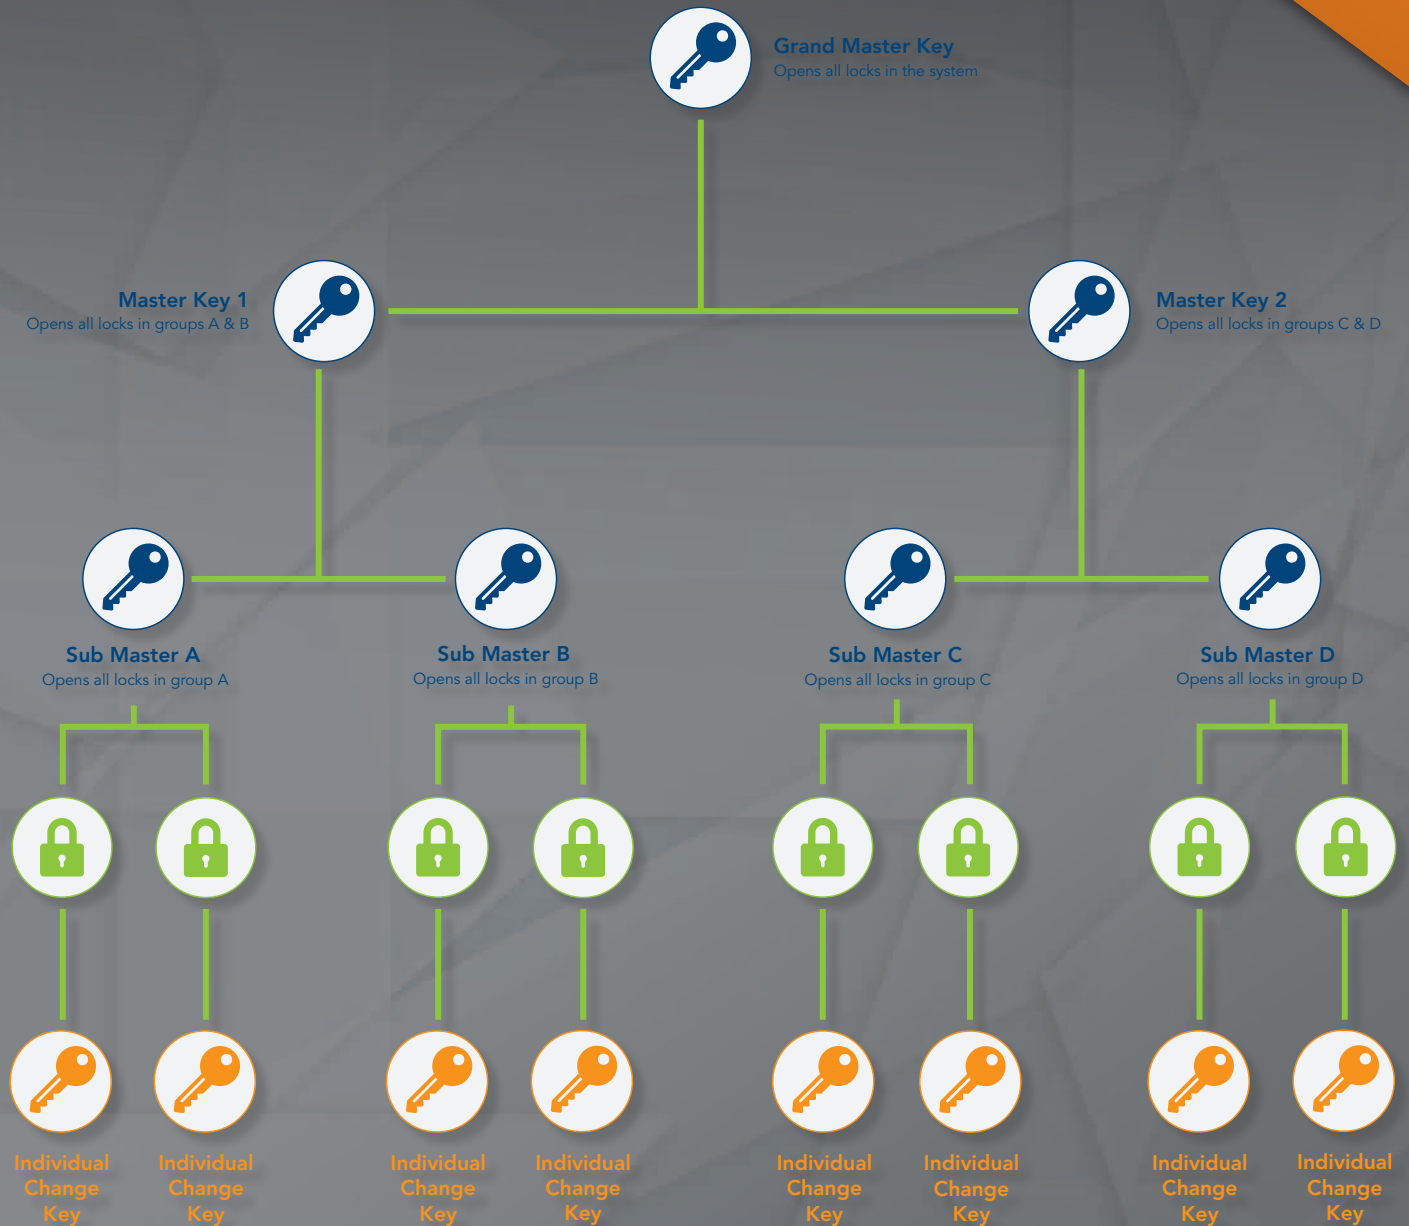 Grand Master Key
Opens all locks in the system
Master Key 1
Opens all locks in groups A & B
Master Key 2
Opens all locks in groups C & D
Sub Master A
Opens all locks in group A
Sub Master B
Opens all locks in group B
Sub Master C
Opens all locks in group C
Sub Master D
Opens all locks in group D
Individual
Change
Key
Individual
Change
Key
Individual
Change
Key
Individual
Change
Key
Individual
Change
Key
Individual
Change
Key
Individual
Change
Key
Individual
Change
Key